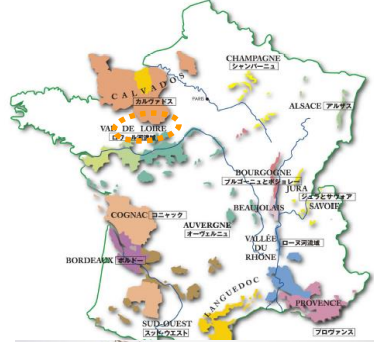 CHAMPAGNE
シャンパーニュ
CALVADOS
カルヴァドス
PARIS
ALSACE アルザス
VAL DE LOIRE
ロワール河流域
BOURGOGNE
ブルゴーニュとボジョレー
JURA
ジュラとサヴォア
SAVOIE
BEAUJOLAIS
COGNAC コニャック
AUVERGNE
オーヴェルニュ
VALLÉE
DU
RHÔNE
ローヌ河流域
BORDEAUX ボルドー
LANGUEDOC
PROVENCE
プロヴァンス
SUD-OUEST
スッド・ウエスト